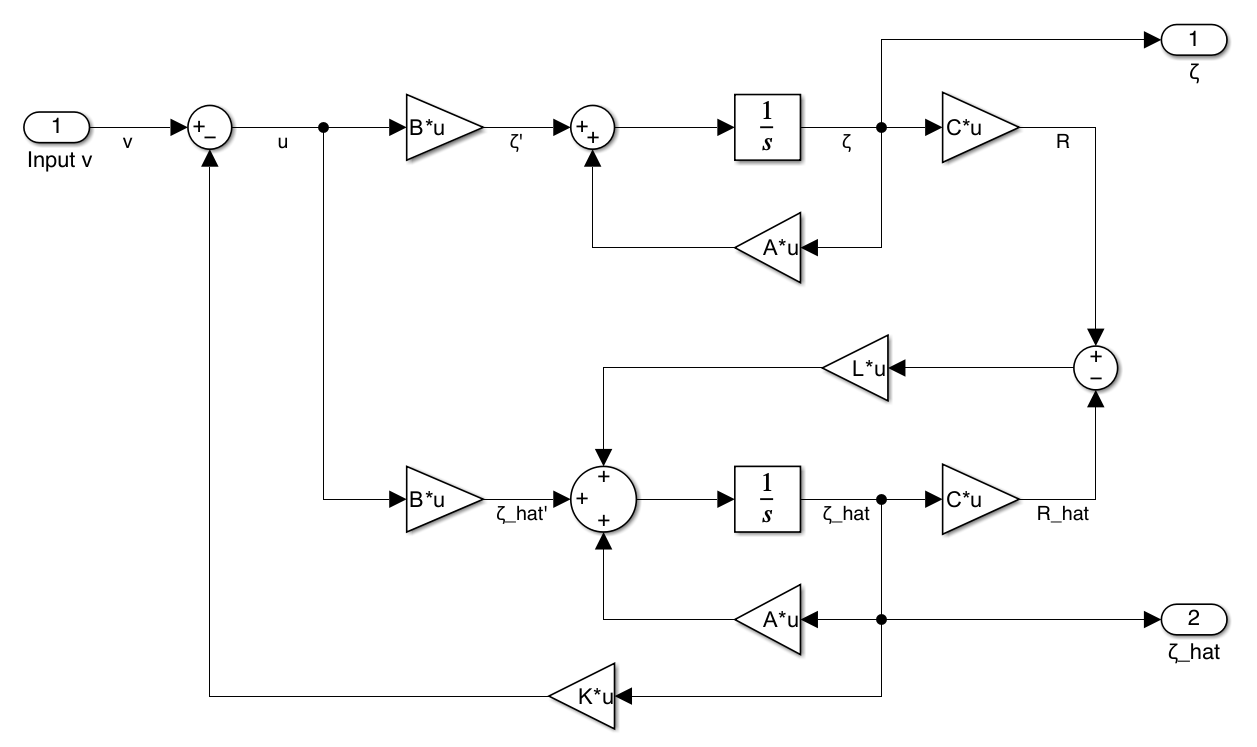 1
ζ
1
Input v
v
+
−
u
B*u
ζ'
+
+
1
s
ζ
C*u
R
A*u
L*u
+
−
B*u
ζ_hat'
+
+
+
1
s
ζ_hat
C*u
R_hat
A*u
2
ζ_hat
K*u